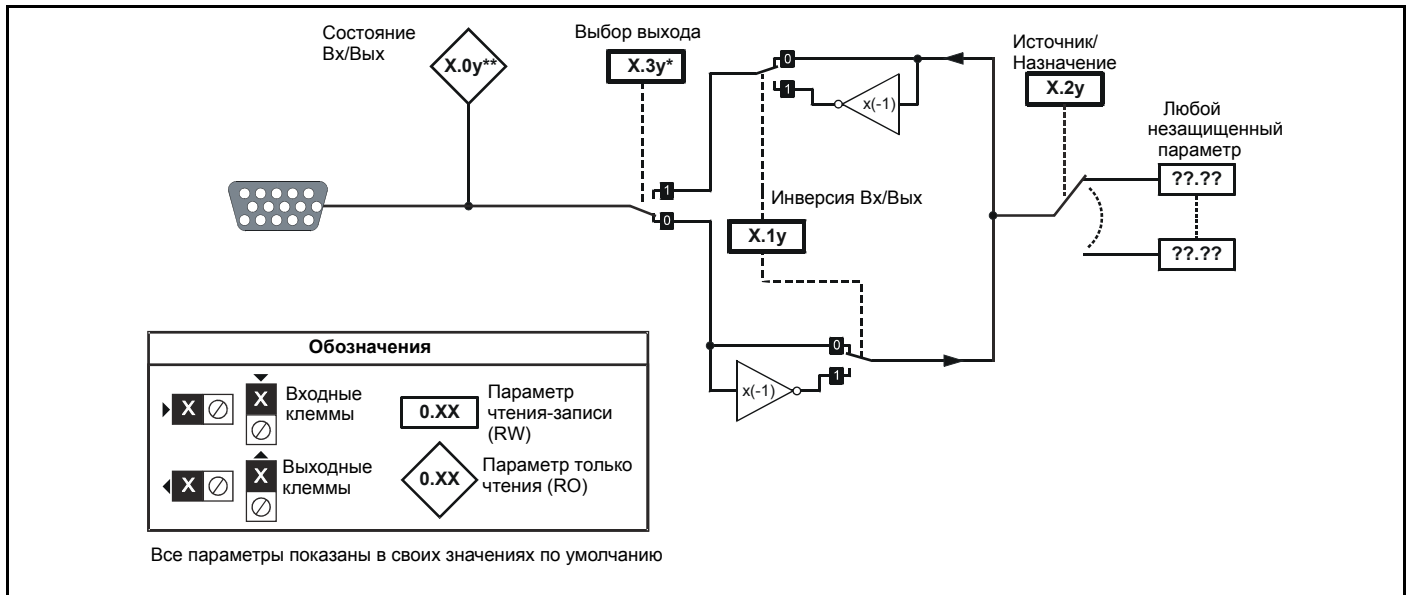 Состояние
Вх/Вых
X.0y**
Выбор выхода
X.3y*
0
1
x(-1)
Источник/
Назначение
X.2y
Любой
незащищенный
параметр
??.??
??.??
1
0
Инверсия Вх/Вых
X.1y
0
1
x(-1)
Обозначения
X
X
Входные
клеммы
0.XX
Параметр
чтения-записи
(RW)
X
X
Выходные
клеммы
0.XX
Параметр только
чтения (RO)
Все параметры показаны в своих значениях по умолчанию